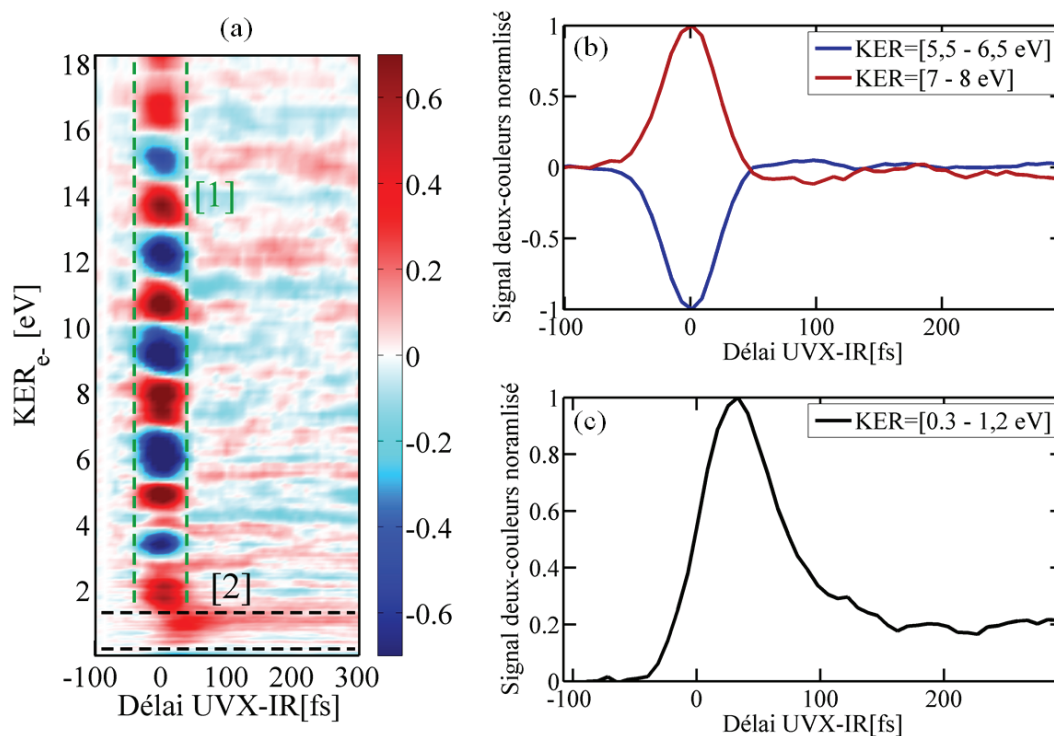 (a)
18
16
14
12
10
8
6
4
2
KERe- [eV]
[1]
[2]
-100 0 100 200 300
Délai UVX-IR[fs]
0.6
0.4
0.2
0
-0.2
-0.4
-0.6
(b)
KER=[5,5 - 6,5 eV]
KER=[7 - 8 eV]
Signal deux-couleurs noramlisé
1
0.5
0
-0.5
-1
-100 0 100 200
Délai UVX-IR[fs]
(c)
KER=[0.3 - 1,2 eV]
Signal deux-couleurs noramlisé
1
0.8
0.6
0.4
0.2
0
-100 0 100 200
Délai UVX-IR[fs]